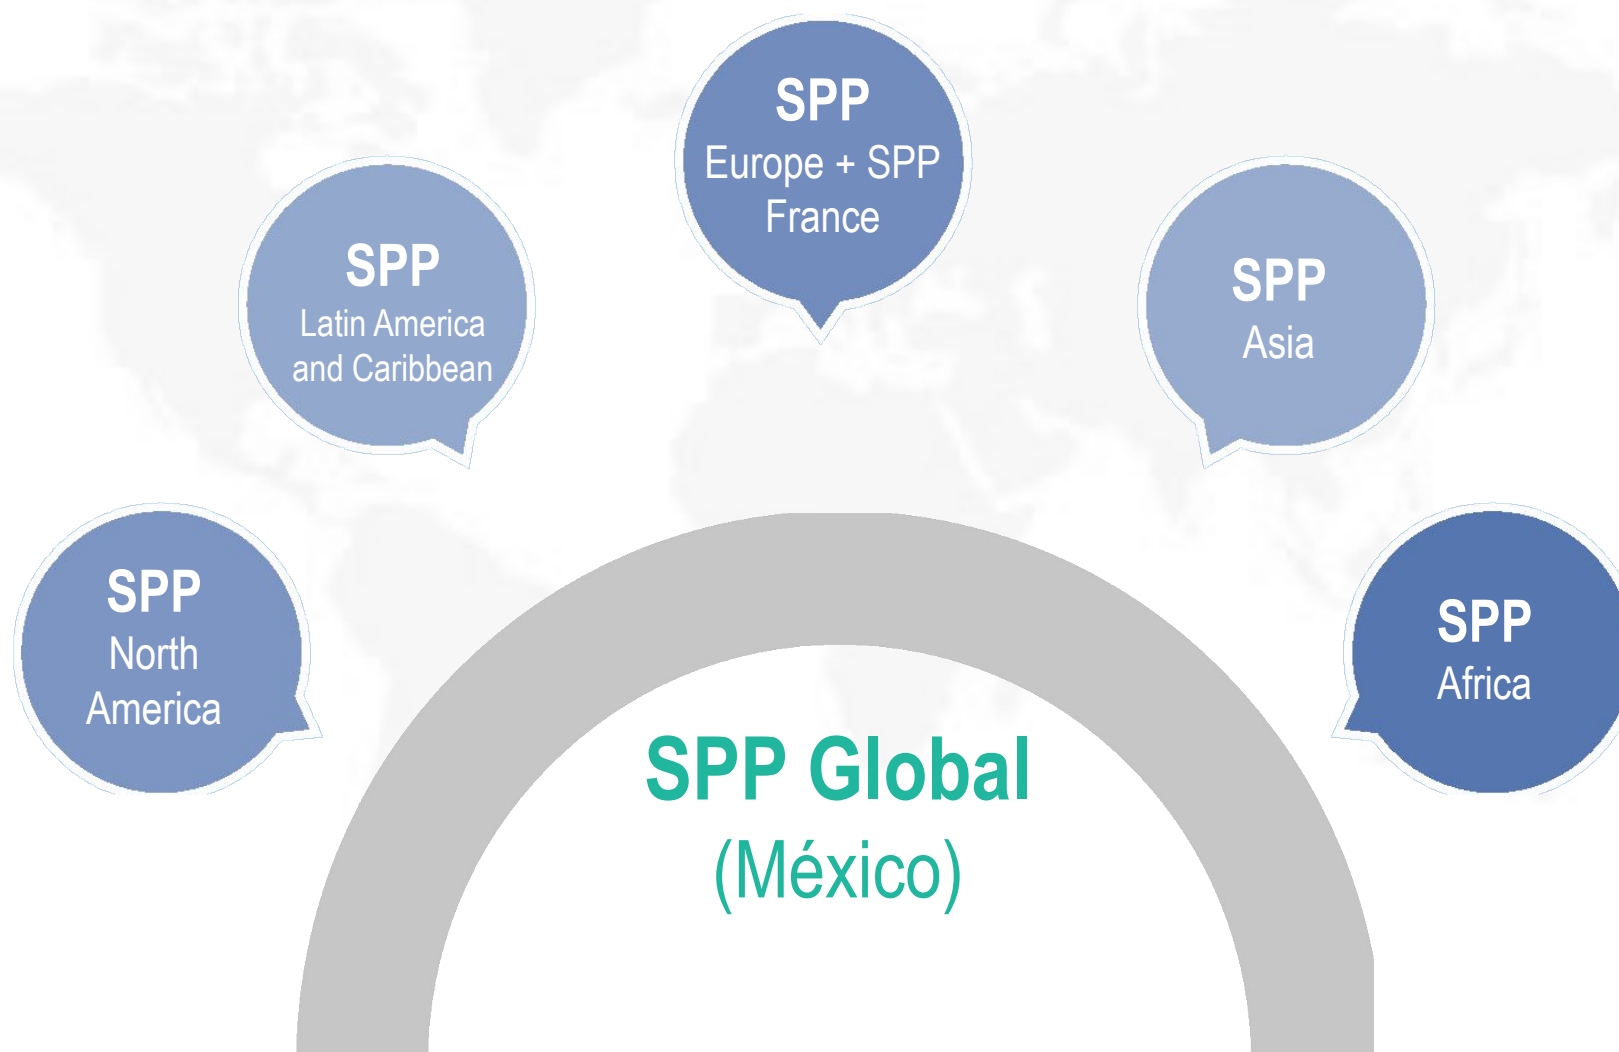 SPP
Europe + SPP
France
SPP
Latin America
and Caribbean
SPP
Asia
SPP
North
America
SPP
Africa
SPP Global
(México)